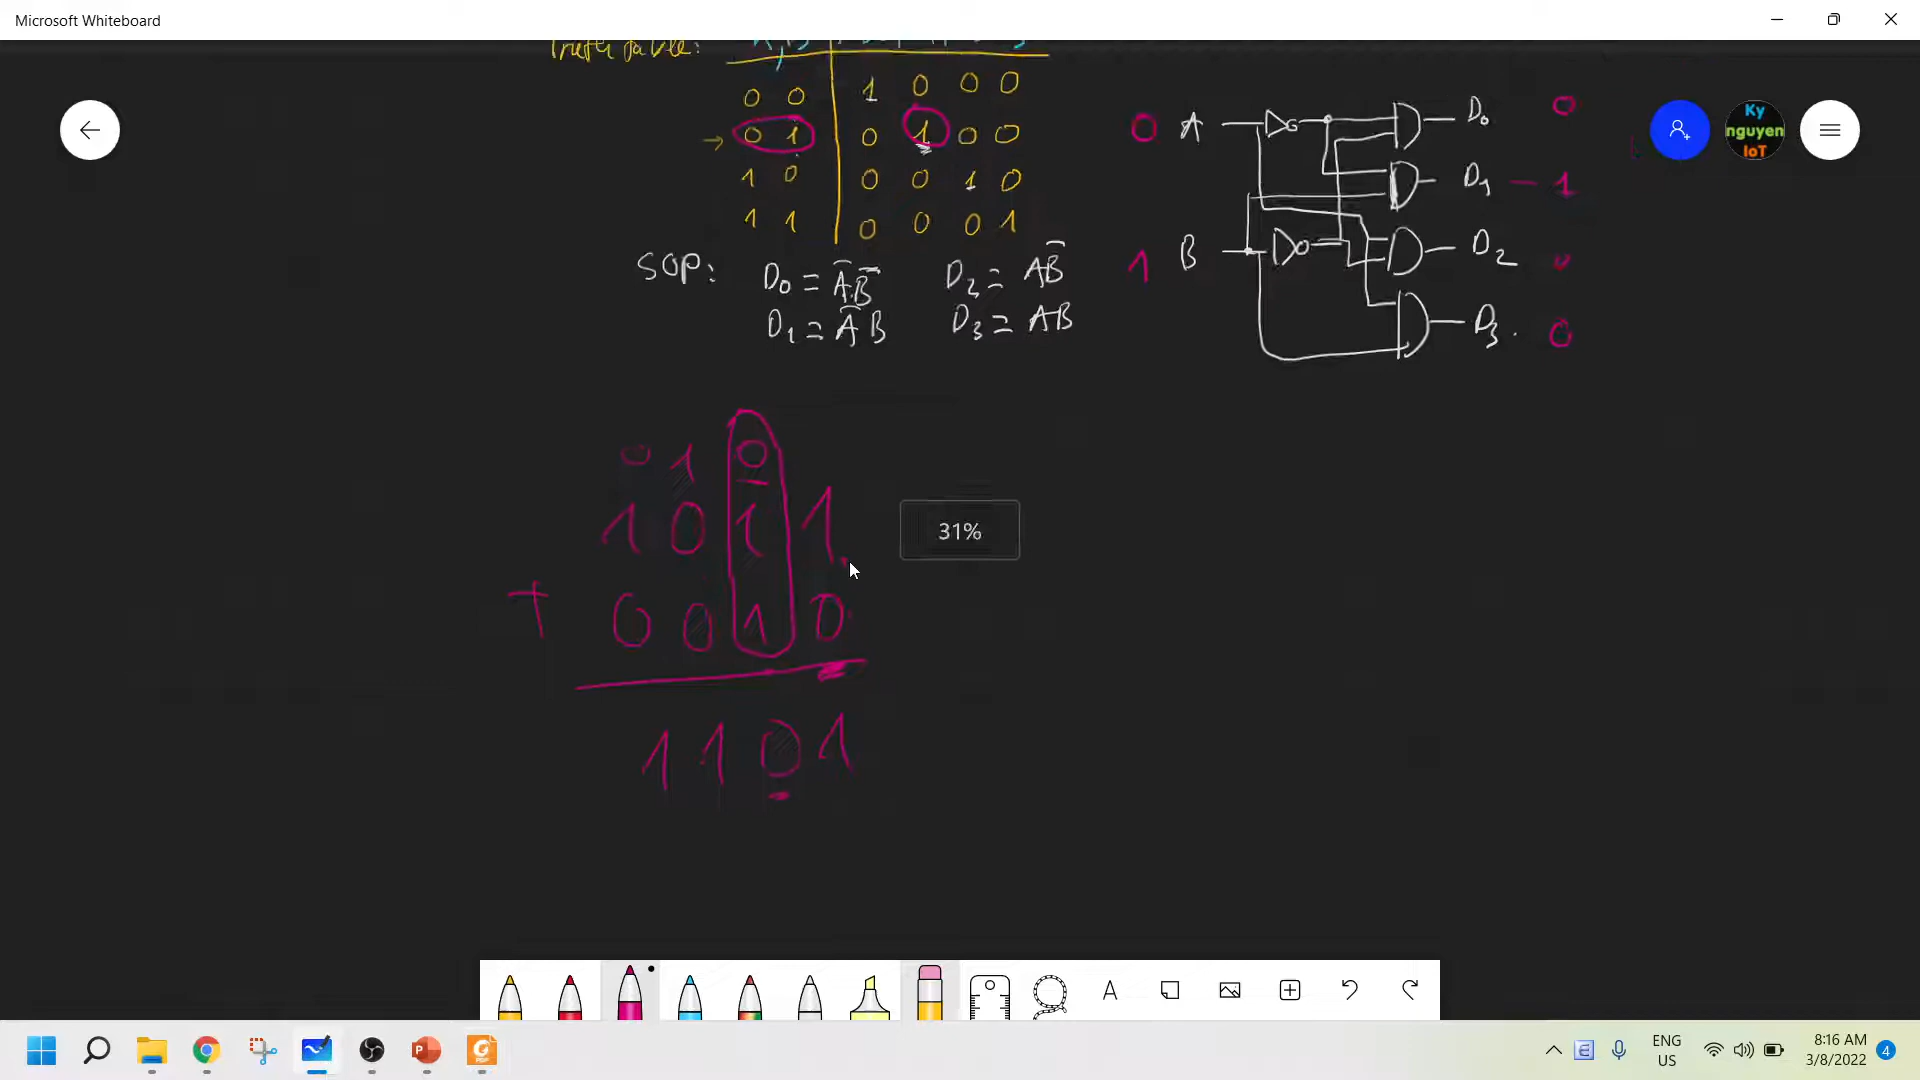 Microsoft Whiteboard
Truth table:
0 0 1 0 0 0
→ 0 1 0 1 0 0
1 0 0 0 1 0
1 1 0 0 0 1
SOP: D₀ = A̅B̅ D₂ = AB̅
D₁ = A̅B D₃ = AB
0 A D₀ 0
D₁ — 1
1 B D₂ 0
D₃ 0
Ky
nguyen
IoT
0 1 0
1 0 1 1
+ 0 0 1 0
1 1 0 1
31%
A
ENG
US
8:16 AM
3/8/2022
4